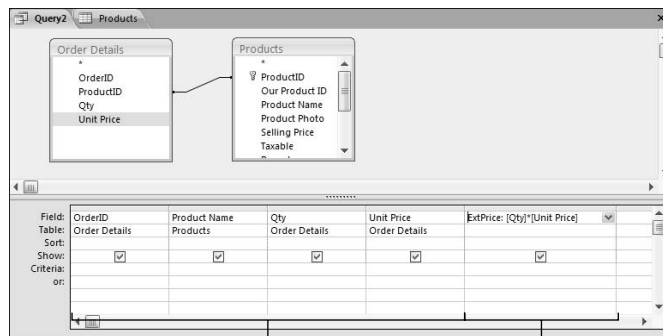 Query2 Products
Order Details
*
OrderID
ProductID
Qty
Unit Price
Products
*
ProductID
Our Product ID
Product Name
Product Photo
Selling Price
Taxable
Field: OrderID Product Name Qty Unit Price ExtPrice: [Qty]*[Unit Price]
Table: Order Details Products Order Details Order Details
Sort:
Show:
Criteria:
or: